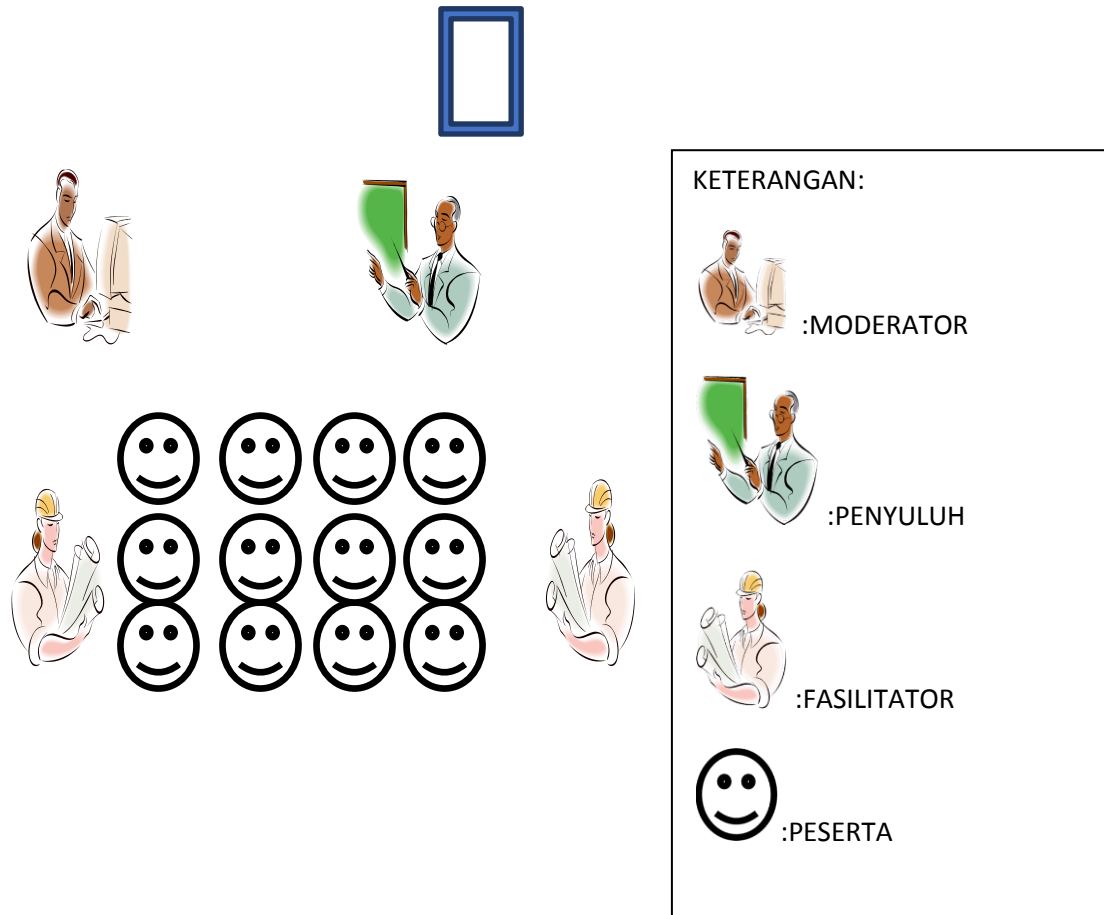 KETERANGAN:
:MODERATOR
:PENYULUH
:FASILITATOR
:PESERTA